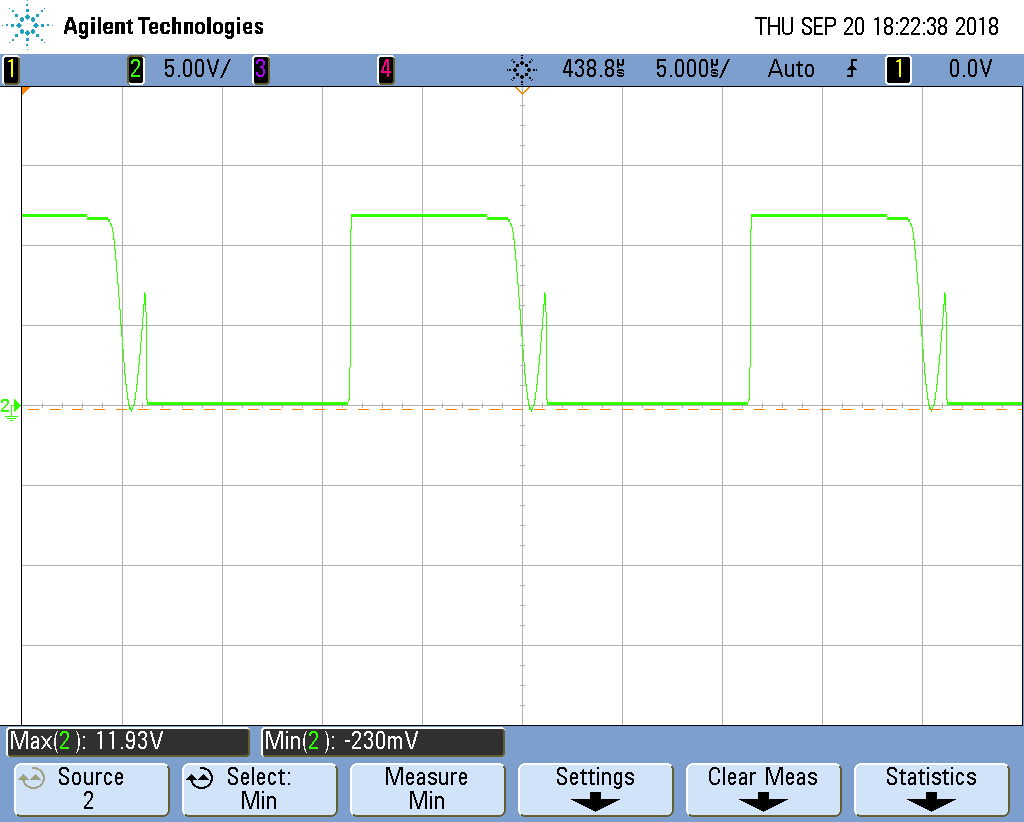 Agilent Technologies
THU SEP 20 18:22:38 2018
1 2 5.00V/ 3 4 438.8µs 5.000µs/ Auto 1 0.0V
2
Max(2): 11.93V Min(2): -230mV
Source Select: Measure Settings Clear Meas Statistics
2 Min Min